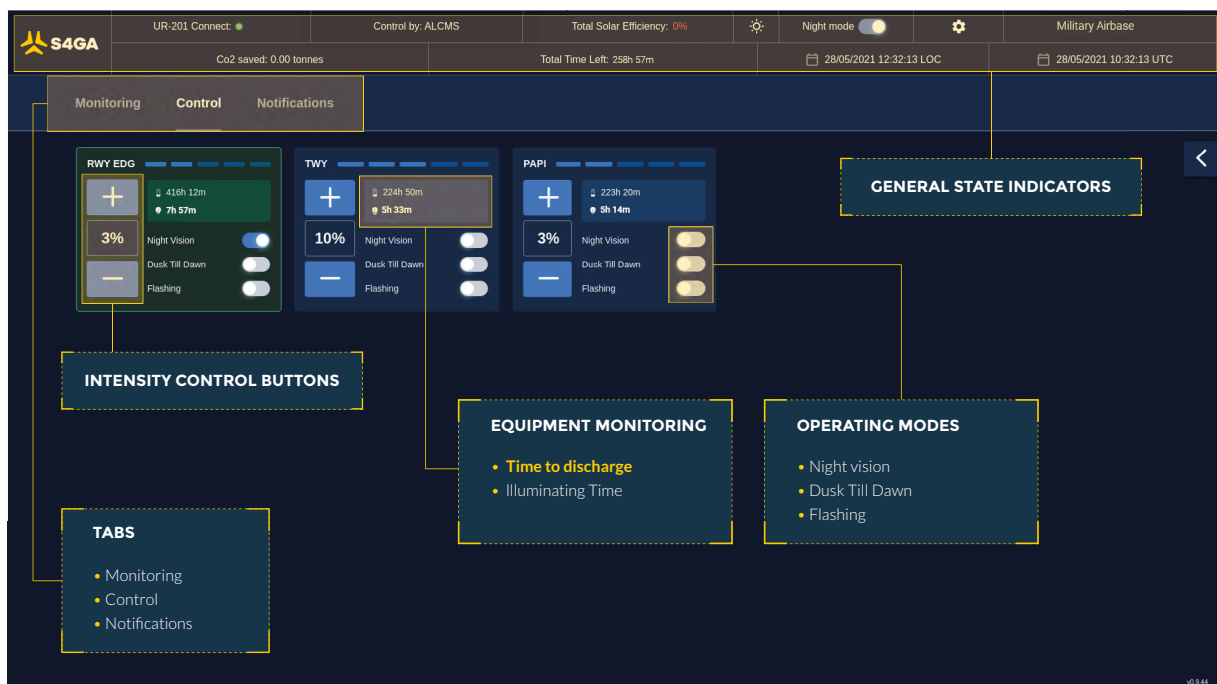 S4GA
UR-201 Connect:
Control by: ALCMS
Total Solar Efficiency: 0%
Night mode
Military Airbase
Co2 saved: 0.00 tonnes
Total Time Left: 258h 57m
28/05/2021 12:32:13 LOC
28/05/2021 10:32:13 UTC
Monitoring
Control
Notifications
RWY EDG
416h 12m
7h 57m
3%
Night Vision
Dusk Till Dawn
Flashing
TWY
224h 50m
5h 33m
10%
Night Vision
Dusk Till Dawn
Flashing
PAPI
223h 20m
5h 14m
3%
Night Vision
Dusk Till Dawn
Flashing
GENERAL STATE INDICATORS
INTENSITY CONTROL BUTTONS
EQUIPMENT MONITORING
• Time to discharge
• Illuminating Time
OPERATING MODES
• Night vision
• Dusk Till Dawn
• Flashing
TABS
• Monitoring
• Control
• Notifications
v0.9.44